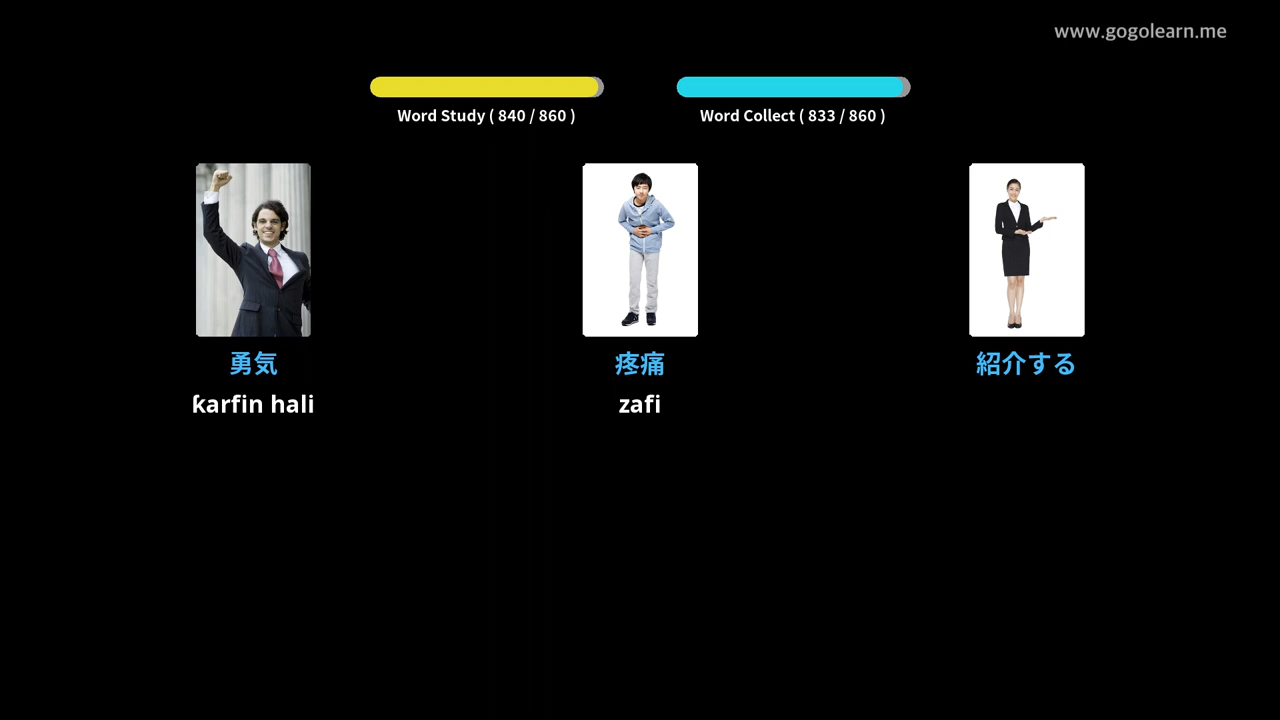 www.gogolearn.me
Word Study ( 840 / 860 )
Word Collect ( 833 / 860 )
勇気
疼痛
紹介する
ƙarfin hali
zafi